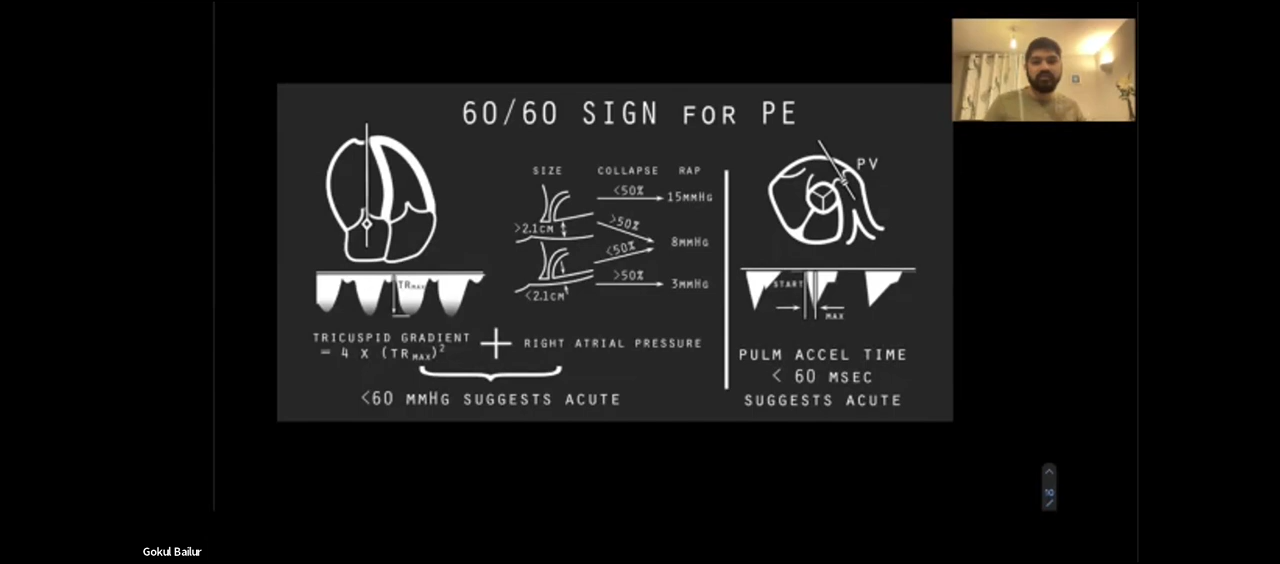 60/60 SIGN FOR PE
SIZE COLLAPSE RAP
<50% 15mmHg
>2.1CM >50%
<50% 8mmHg
>50% 3mmHg
<2.1CM
TRMAX
TRICUSPID GRADIENT
= 4 X (TRMAX)²
+ RIGHT ATRIAL PRESSURE
<60 mmHg SUGGESTS ACUTE
PV
START
MAX
PULM ACCEL TIME
< 60 MSEC
SUGGESTS ACUTE
Gokul Bailur